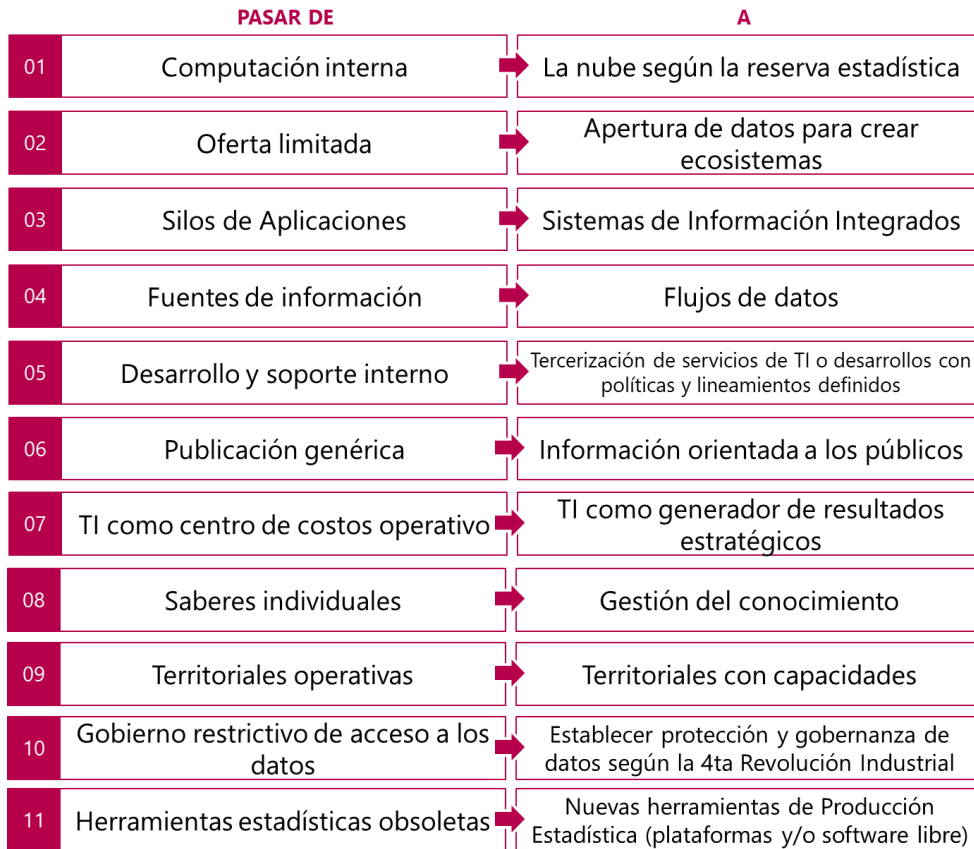 PASAR DE
A
01
Computación interna
La nube según la reserva estadística
02
Oferta limitada
Apertura de datos para crear
ecosistemas
03
Silos de Aplicaciones
Sistemas de Información Integrados
04
Fuentes de información
Flujos de datos
05
Desarrollo y soporte interno
Tercerización de servicios de TI o desarrollos con
políticas y lineamientos definidos
06
Publicación genérica
Información orientada a los públicos
07
TI como centro de costos operativo
TI como generador de resultados
estratégicos
08
Saberes individuales
Gestión del conocimiento
09
Territoriales operativas
Territoriales con capacidades
10
Gobierno restrictivo de acceso a los
datos
Establecer protección y gobernanza de
datos según la 4ta Revolución Industrial
11
Herramientas estadísticas obsoletas
Nuevas herramientas de Producción
Estadística (plataformas y/o software libre)